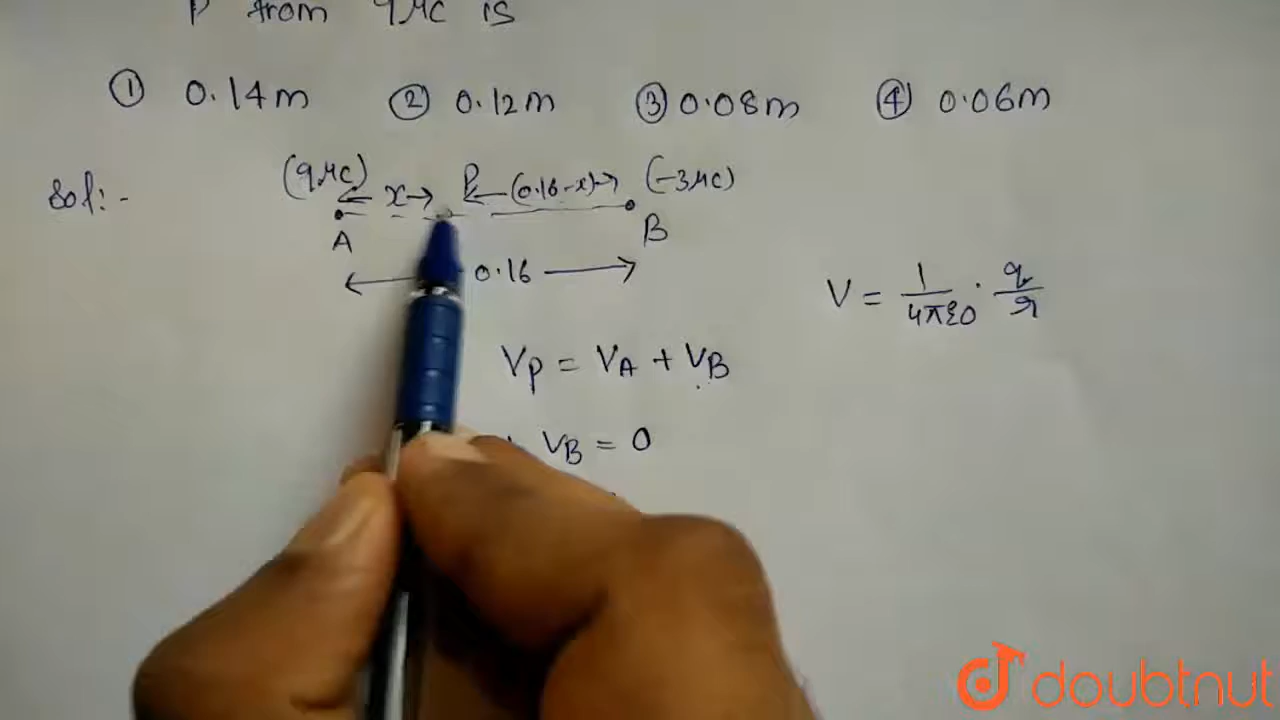 P from 9μc is
① 0.14m ② 0.12m ③ 0.08m ④ 0.06m
Sol:- (9μc) x P (0.16-x) (-3μc)
A B
0.16
V = 1/4πε0 · q/r
VP = VA + VB
VB = 0
doubtnut